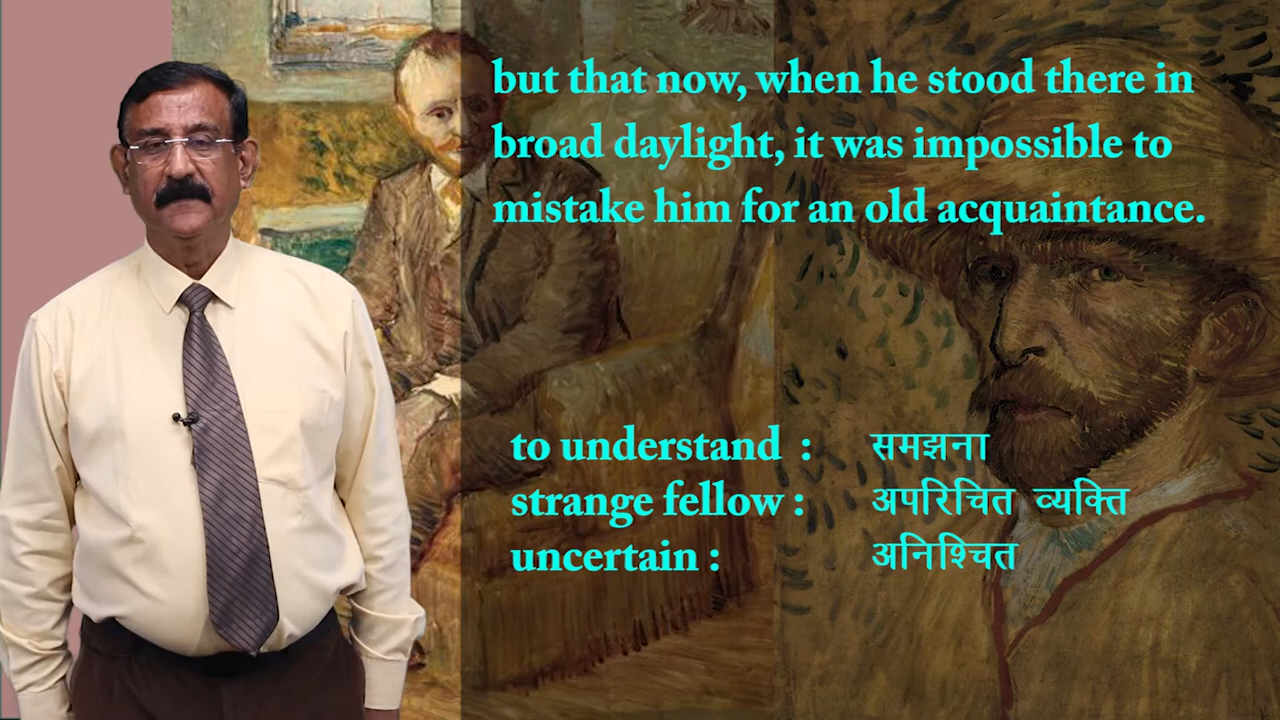 but that now, when he stood there in
broad daylight, it was impossible to
mistake him for an old acquaintance.
to understand : समझना
strange fellow : अपरिचित व्यक्ति
uncertain : अनिश्चित